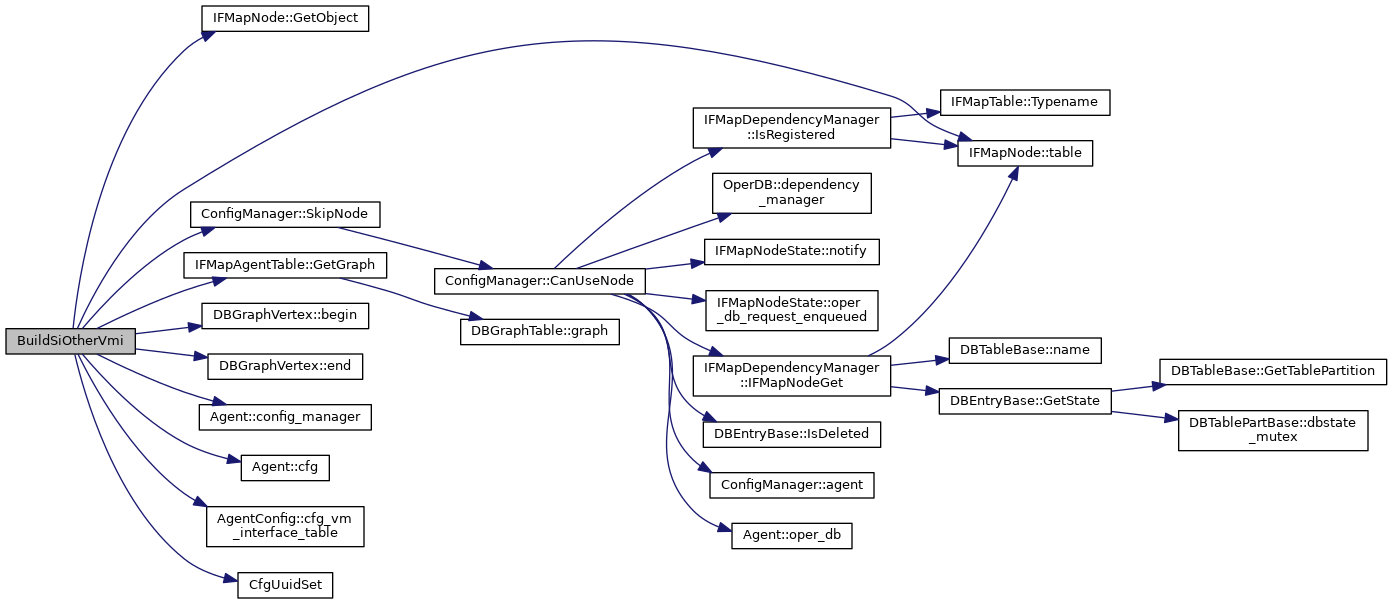 BuildSiOtherVmi
IFMapNode::GetObject
ConfigManager::SkipNode
IFMapAgentTable::GetGraph
DBGraphVertex::begin
DBGraphVertex::end
Agent::config_manager
Agent::cfg
AgentConfig::cfg_vm
_interface_table
CfgUuidSet
ConfigManager::CanUseNode
DBGraphTable::graph
IFMapDependencyManager
::IsRegistered
OperDB::dependency
_manager
IFMapNodeState::notify
IFMapNodeState::oper
_db_request_enqueued
IFMapDependencyManager
::IFMapNodeGet
DBEntryBase::IsDeleted
ConfigManager::agent
Agent::oper_db
IFMapTable::Typename
IFMapNode::table
DBTableBase::name
DBEntryBase::GetState
DBTableBase::GetTablePartition
DBTablePartBase::dbstate
_mutex